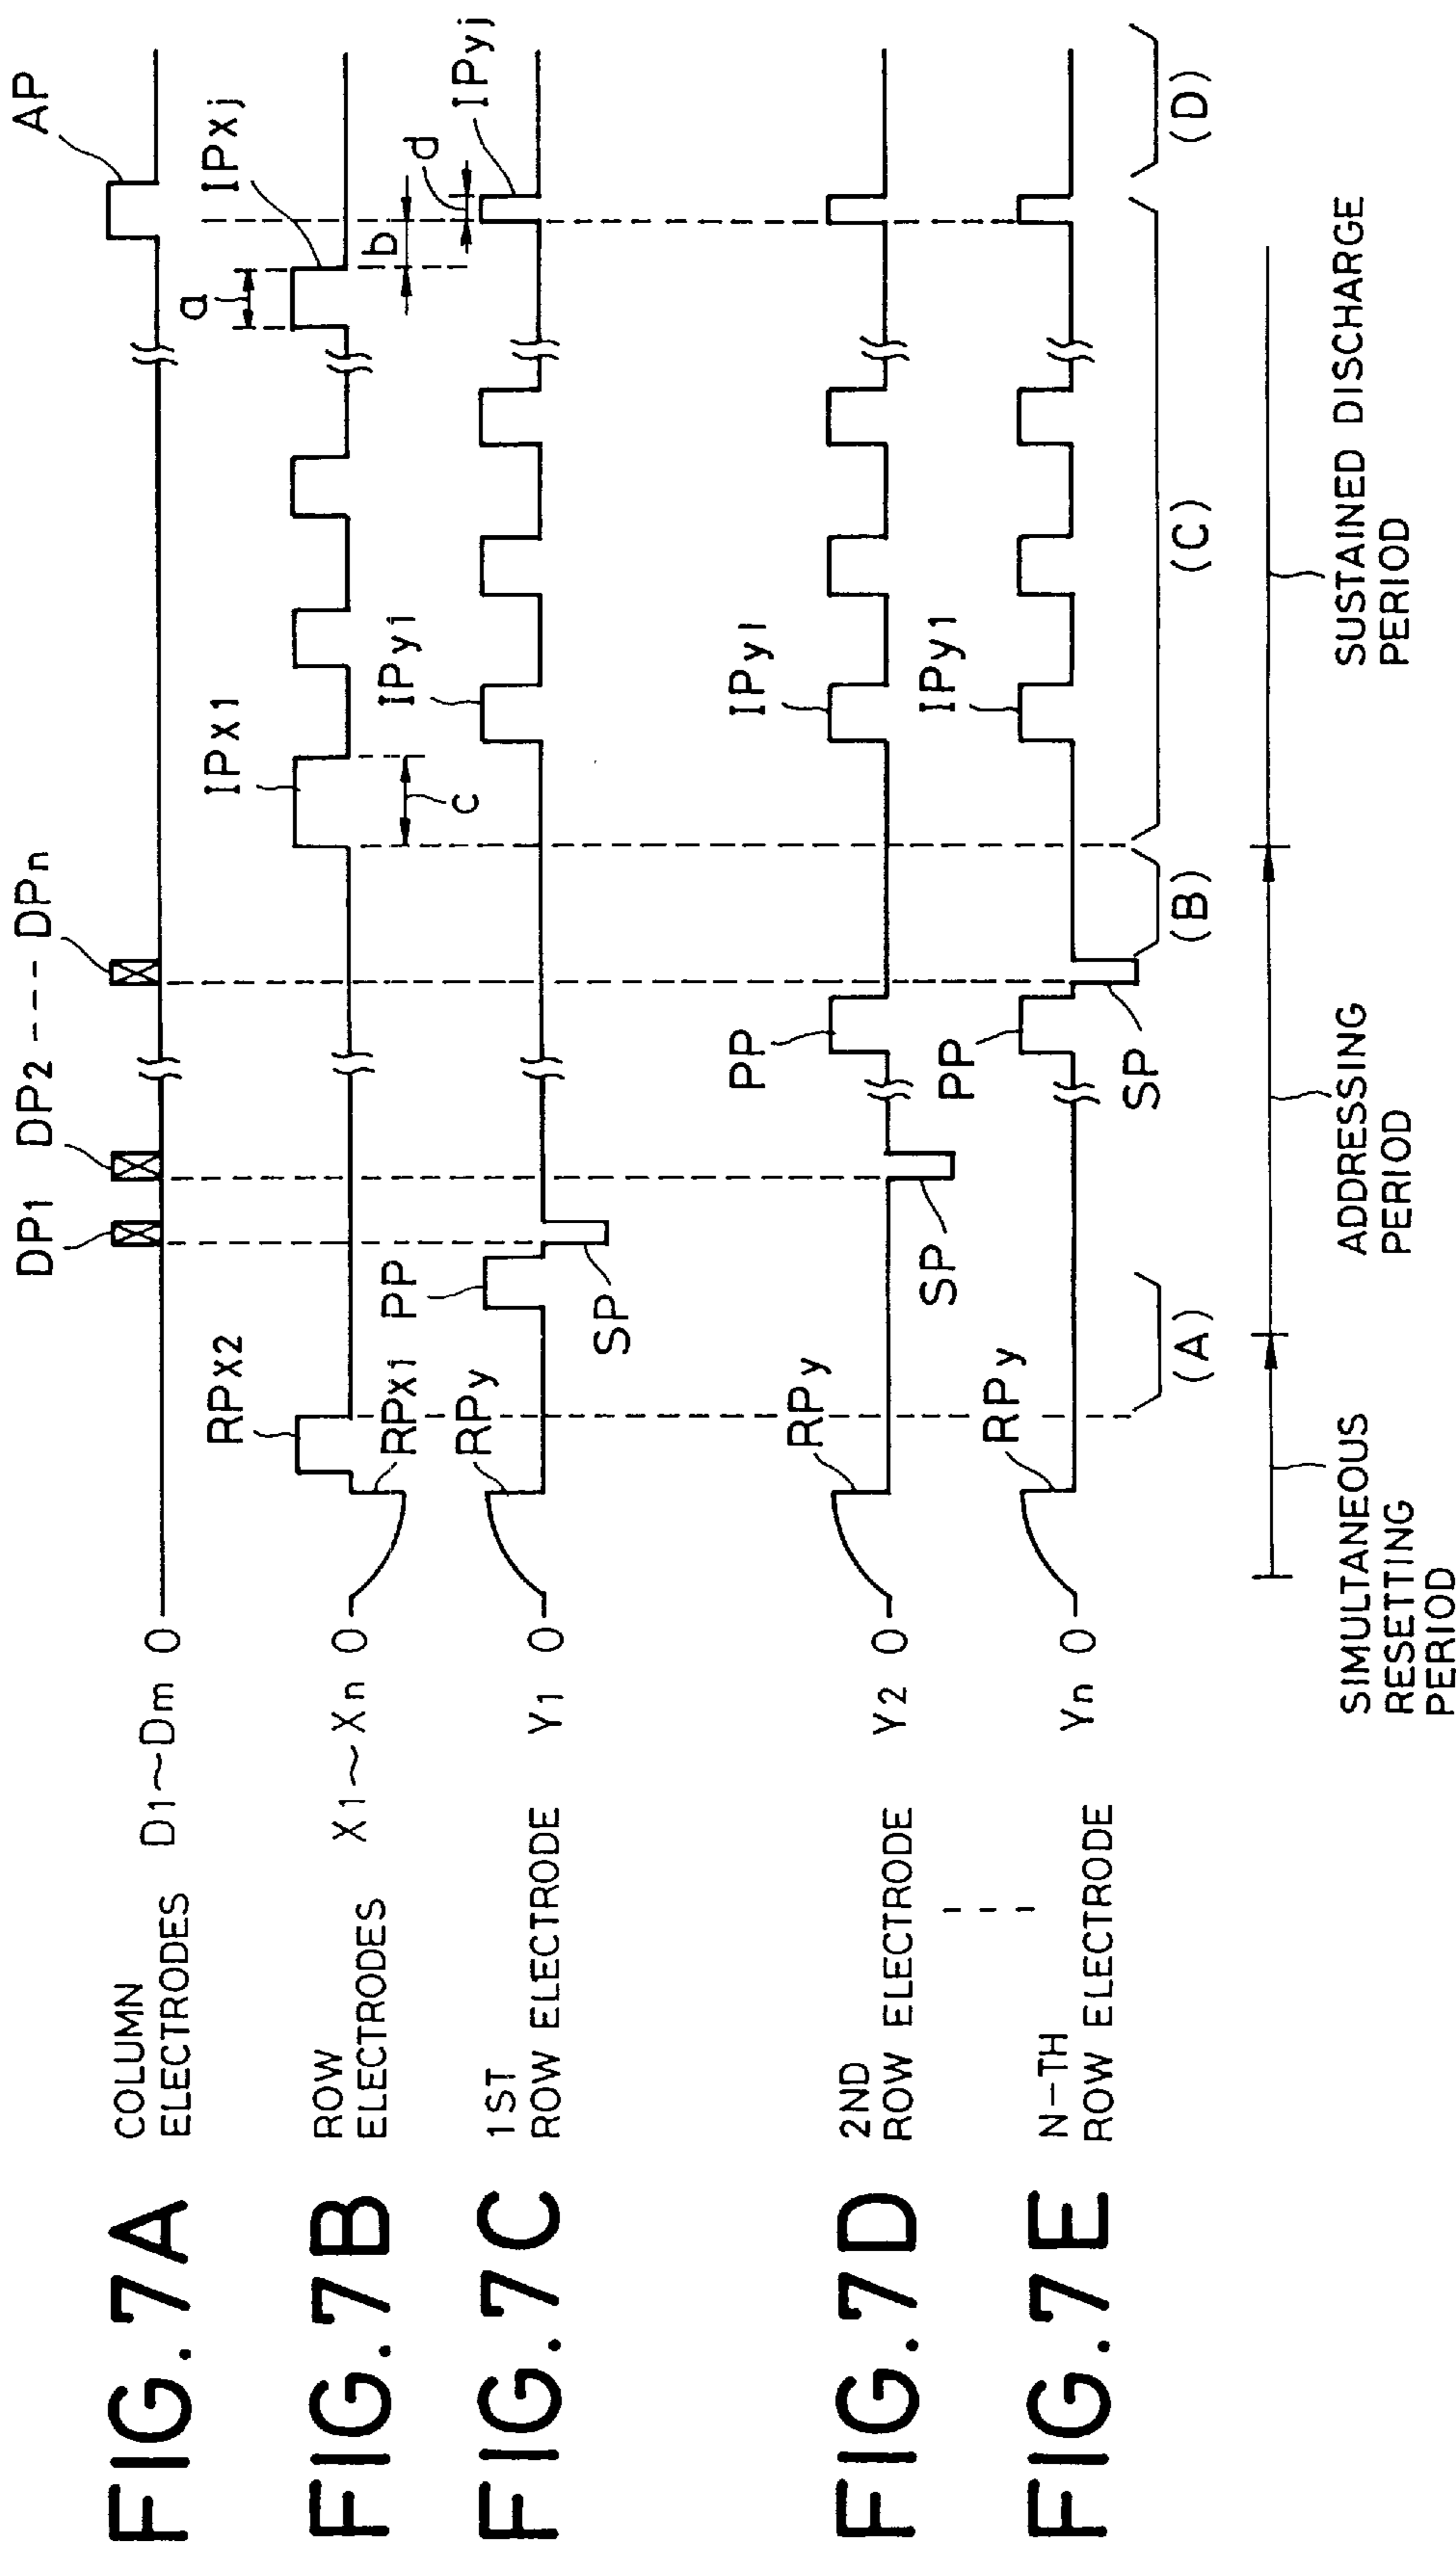 FIG.7A
COLUMN
ELECTRODES
D1~Dm 0
DP1
DP2
---
DPn
AP
FIG.7B
ROW
ELECTRODES
X1~Xn 0
RPx1
RPx2
IPx1
c
a
IPxj
b
FIG.7C
1ST
ROW ELECTRODE
Y1 0
RPy
PP
SP
IPy1
d
IPyj
FIG.7D
2ND
ROW ELECTRODE
Y2 0
RPy
SP
PP
IPy1
FIG.7E
N-TH
ROW ELECTRODE
Yn 0
RPy
PP
SP
IPy1
(A)
(B)
(C)
(D)
SIMULTANEOUS
RESETTING
PERIOD
ADDRESSING
PERIOD
SUSTAINED DISCHARGE
PERIOD